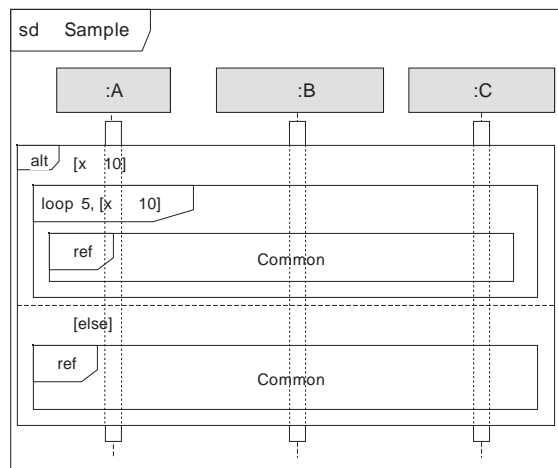 sd Sample
:A :B :C
alt [x 10]
loop 5, [x 10]
ref
Common
[else]
ref
Common